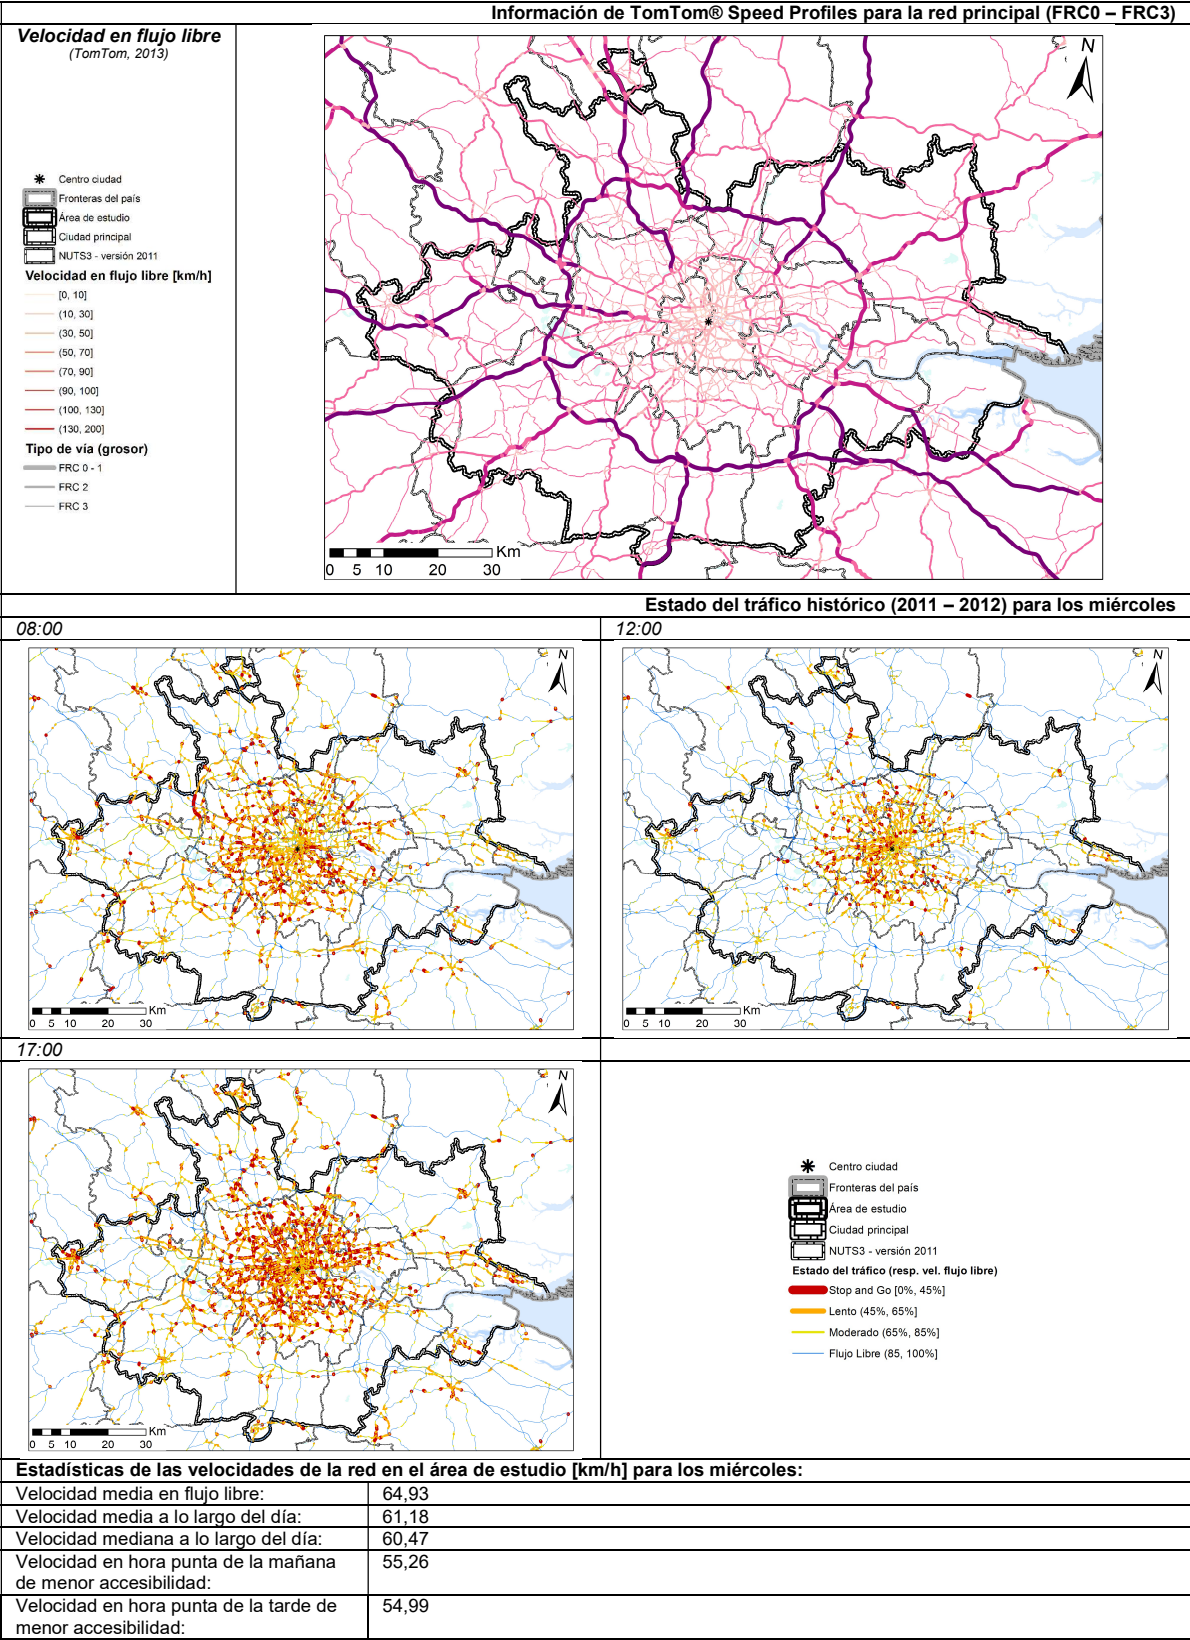 Información de TomTom® Speed Profiles para la red principal (FRC0 – FRC3)
Velocidad en flujo libre
(TomTom, 2013)
Centro ciudad
Fronteras del país
Área de estudio
Ciudad principal
NUTS3 - versión 2011
Velocidad en flujo libre [km/h]
[0, 10]
(10, 30]
(30, 50]
(50, 70]
(70, 90]
(90, 100]
(100, 130]
(130, 200]
Tipo de vía (grosor)
FRC 0 - 1
FRC 2
FRC 3
N
Km
0 5 10 20 30
Estado del tráfico histórico (2011 – 2012) para los miércoles
08:00
12:00
N
Km
0 5 10 20 30
N
Km
0 5 10 20 30
17:00
N
Km
0 5 10 20 30
Centro ciudad
Fronteras del país
Área de estudio
Ciudad principal
NUTS3 - versión 2011
Estado del tráfico (resp. vel. flujo libre)
Stop and Go [0%, 45%]
Lento (45%, 65%]
Moderado (65%, 85%]
Flujo Libre (85, 100%]
Estadísticas de las velocidades de la red en el área de estudio [km/h] para los miércoles:
Velocidad media en flujo libre: 64,93
Velocidad media a lo largo del día: 61,18
Velocidad mediana a lo largo del día: 60,47
Velocidad en hora punta de la mañana 55,26
de menor accesibilidad:
Velocidad en hora punta de la tarde de 54,99
menor accesibilidad: